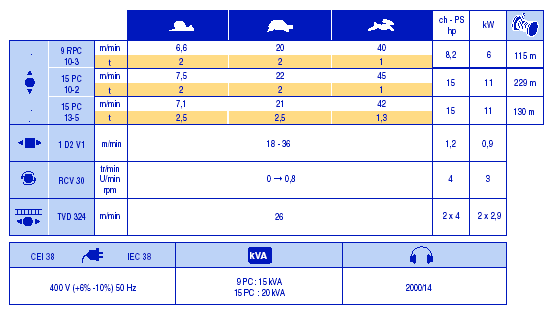 ch - PS
hp
kW
9 RPC
10-3
m/min
6,6
20
40
8,2
6
115 m
t
2
2
1
15 PC
10-2
m/min
7,5
22
45
15
11
229 m
t
2
2
1
15 PC
13-5
m/min
7,1
21
42
15
11
130 m
t
2,5
2,5
1,3
1 D2 V1
m/min
18 - 36
1,2
0,9
RCV 30
tr/min
U/min
rpm
0 → 0,8
4
3
TVD 324
m/min
26
2 x 4
2 x 2,9
CEI 38
IEC 38
kVA
400 V (+6% -10%) 50 Hz
9 PC : 15 kVA
15 PC : 20 kVA
2000/14